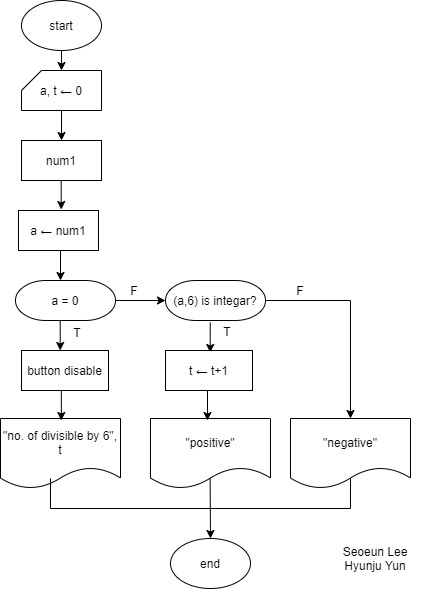 start
a, t ← 0
num1
a ← num1
a = 0
F
(a,6) is integar?
F
T
T
button disable
t ← t+1
"no. of divisible by 6",
t
"positive"
"negative"
end
Seoeun Lee
Hyunju Yun